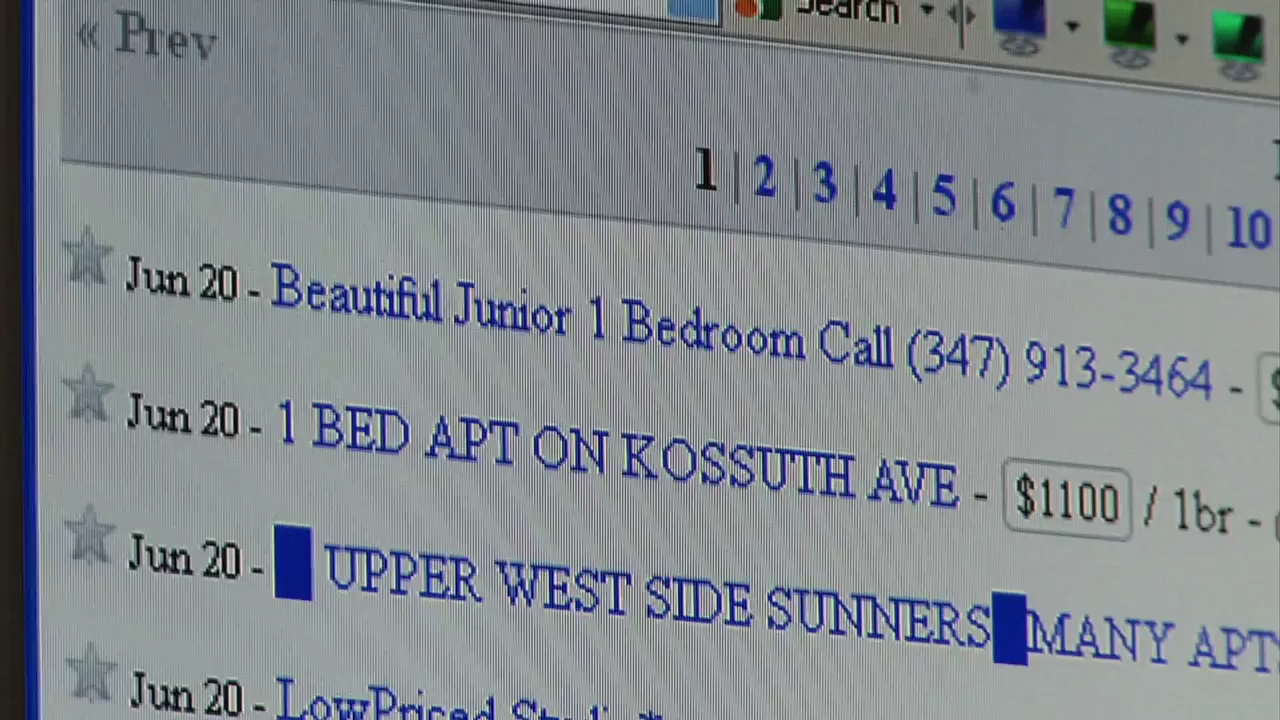 Search
« Prev
1 | 2 | 3 | 4 | 5 | 6 | 7 | 8 | 9 | 10
Jun 20 - Beautiful Junior 1 Bedroom Call (347) 913-3464 - $
Jun 20 - 1 BED APT ON KOSSUTH AVE - $1100 / 1br -
Jun 20 - █ UPPER WEST SIDE SUNNERS█MANY APT
Jun 20 - LowPriced